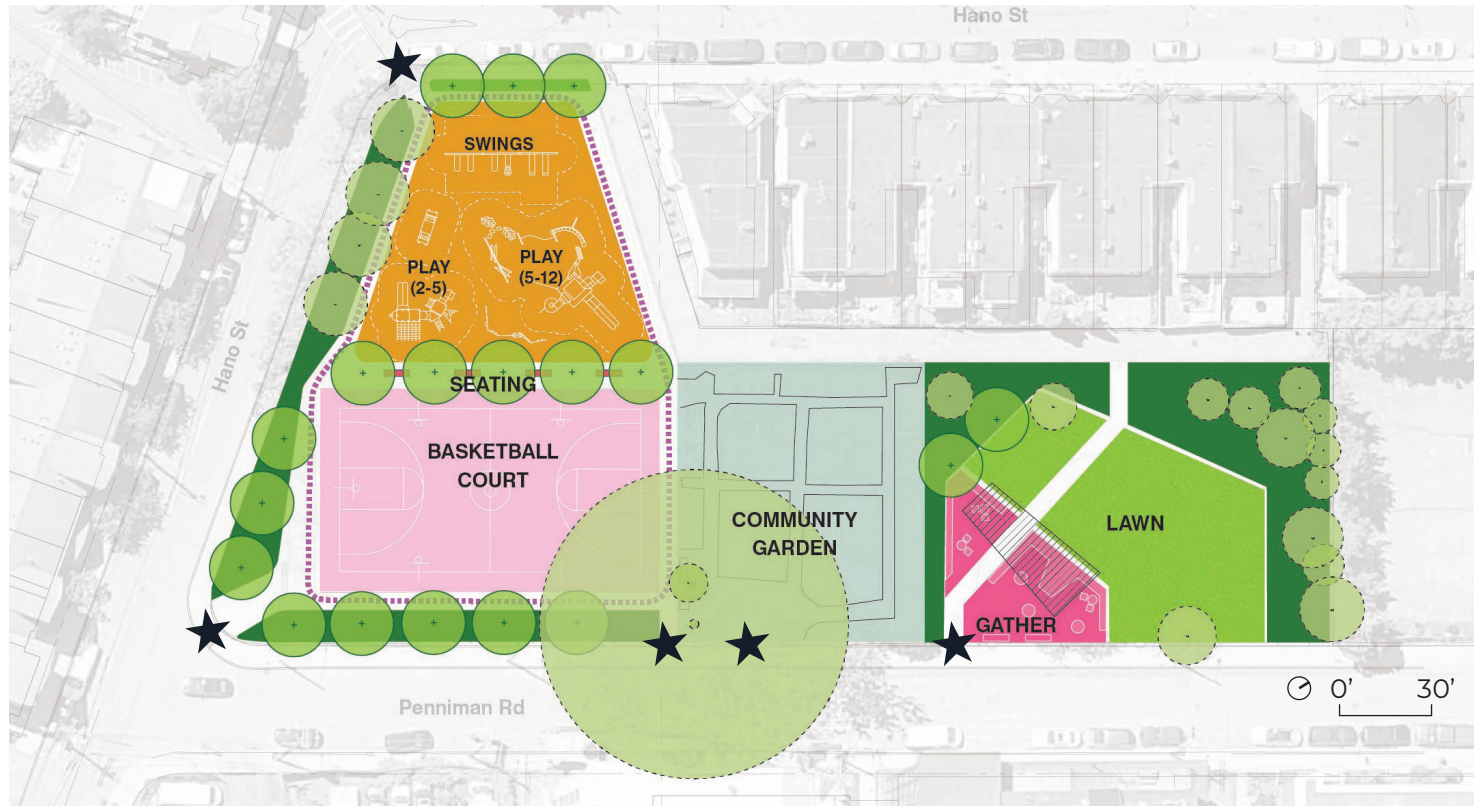 Hano St
SWINGS
PLAY
(2-5)
PLAY
(5-12)
Hano St
SEATING
BASKETBALL
COURT
COMMUNITY
GARDEN
LAWN
GATHER
0’ 30’
Penniman Rd